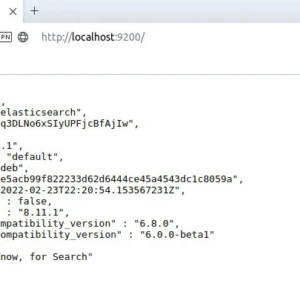 × +
PN http://localhost:9200/
,
elasticsearch",
q3DLNo6xSIyUPFjcBfAjIw",
.1",
"default",
deb",
e5acb99f822233d62d6444ce45a4543dc1c8059a",
2022-02-23T22:20:54.153567231Z",
: false,
: "8.11.1",
mpatibility_version" : "6.8.0",
ompatibility_version" : "6.0.0-beta1"
now, for Search"